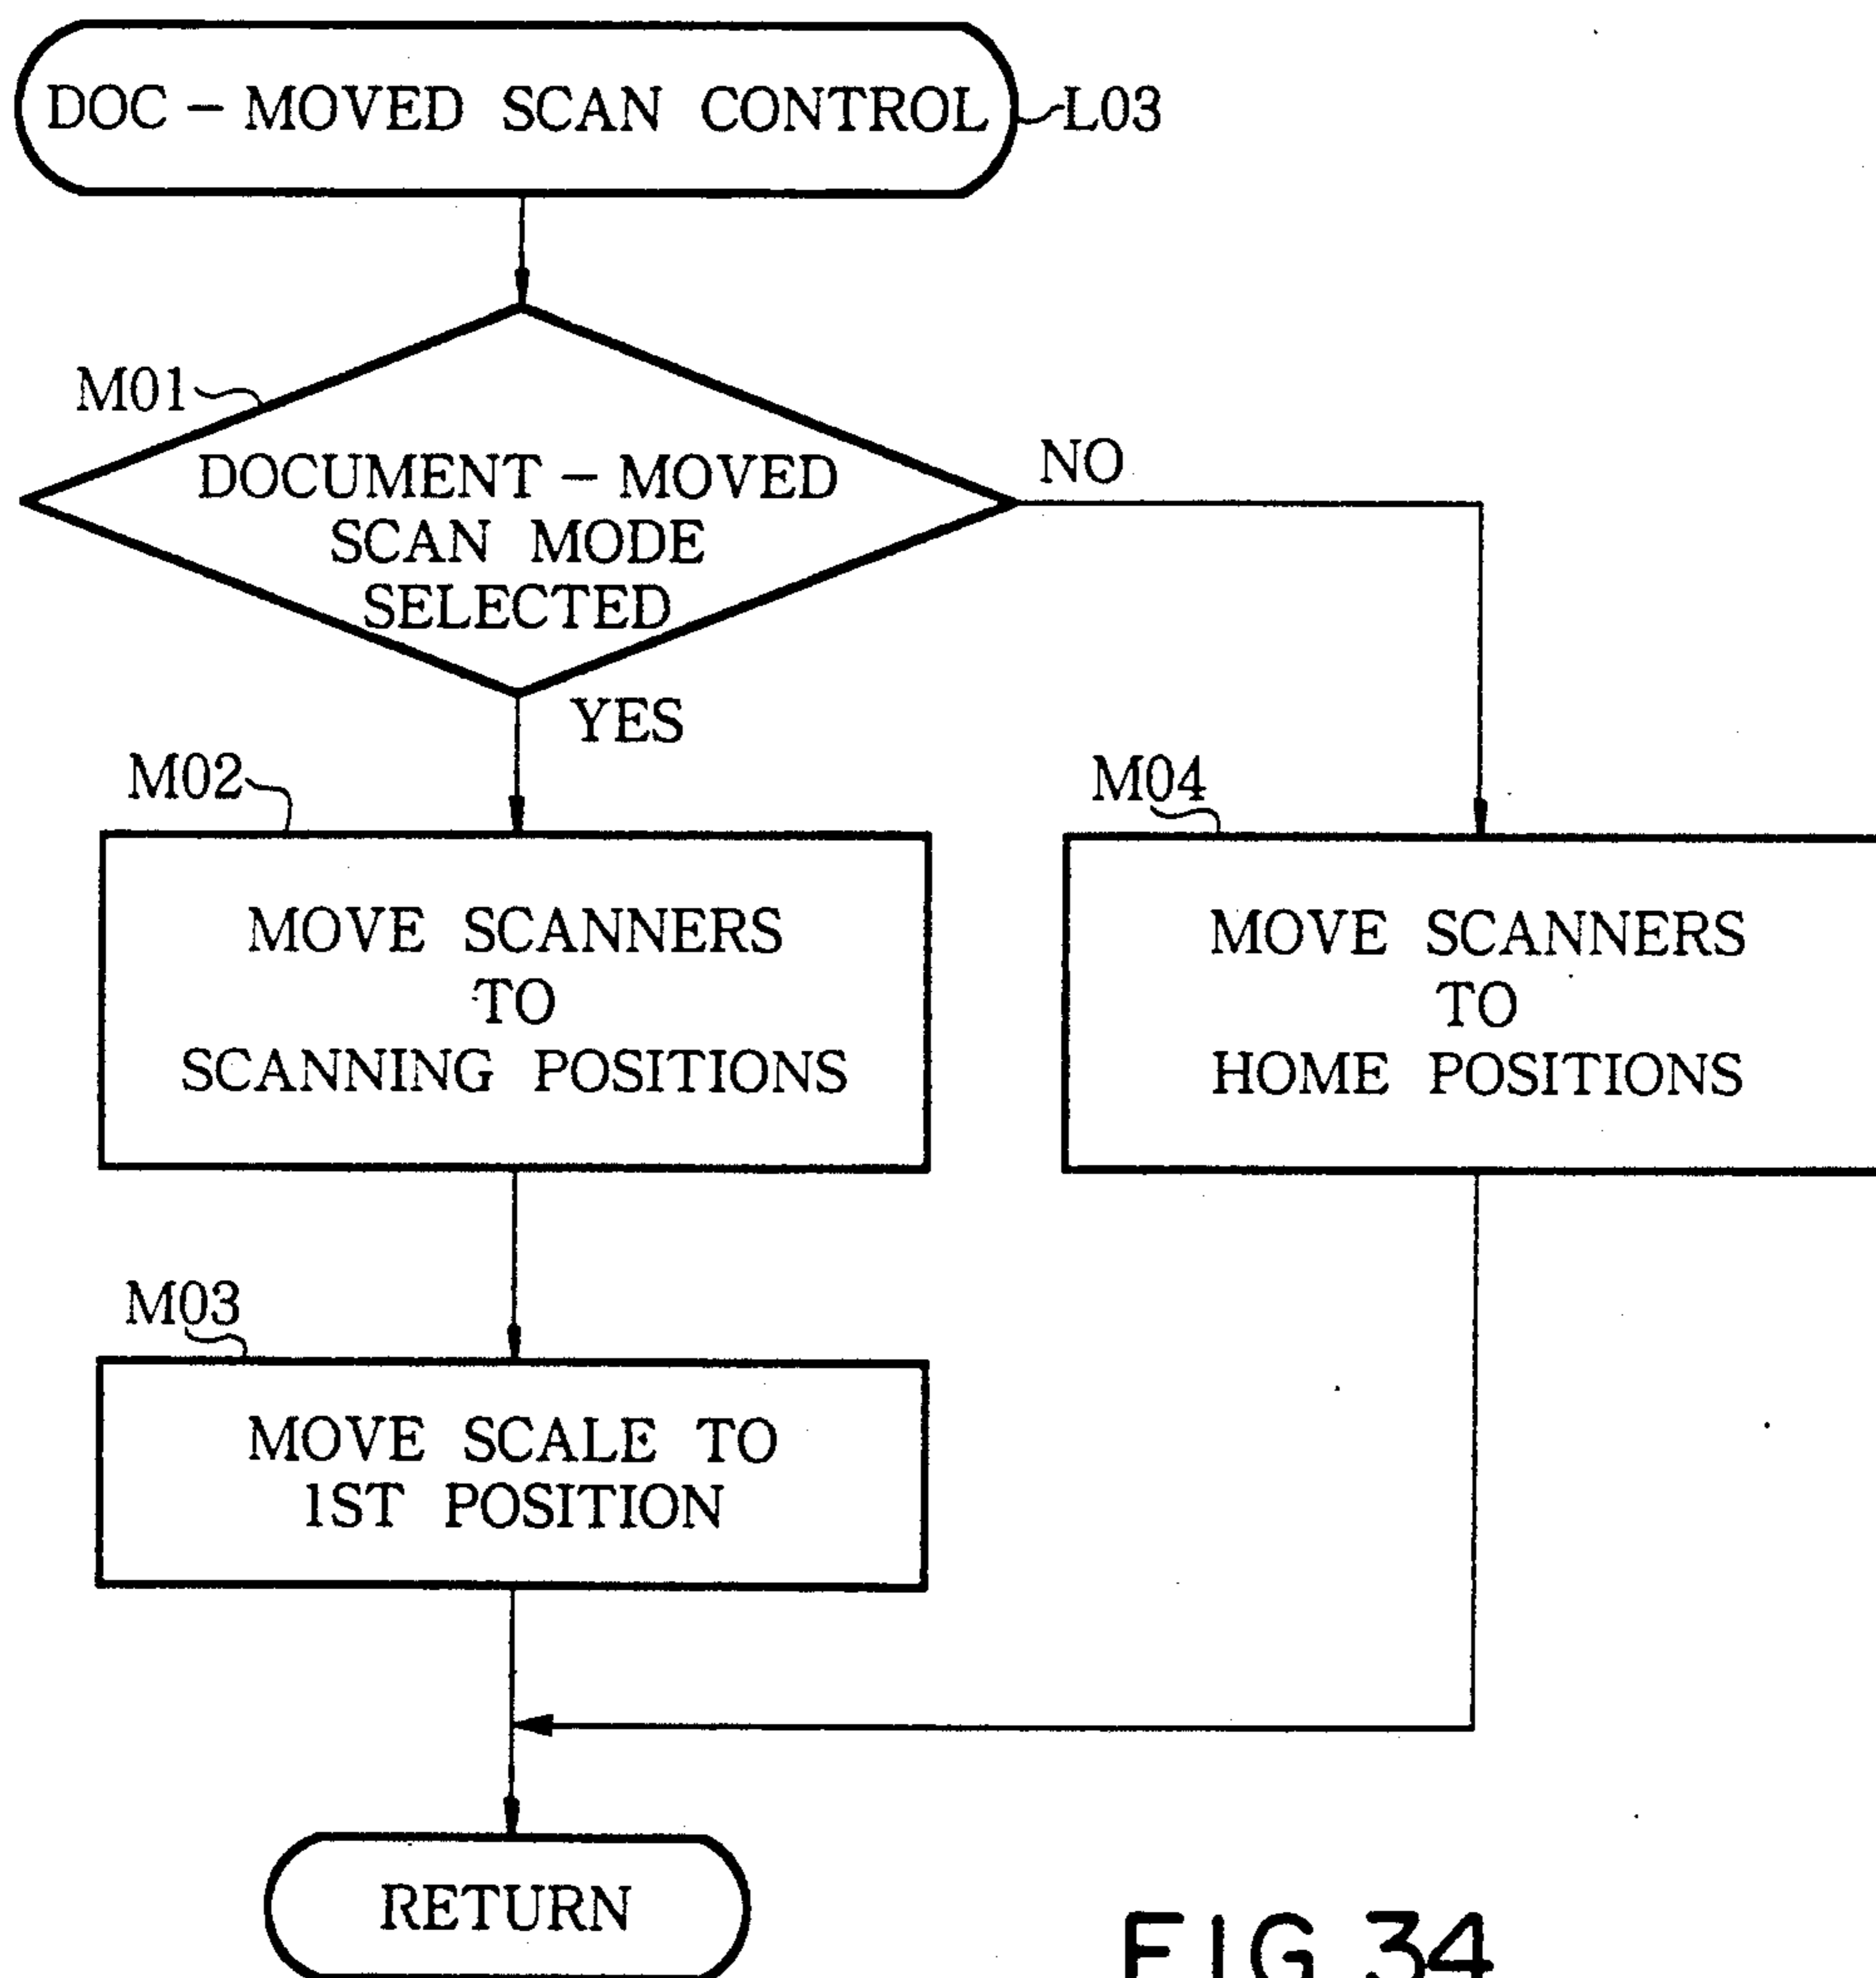 DOC – MOVED SCAN CONTROL
L03
M01
DOCUMENT – MOVED
SCAN MODE
SELECTED
NO
YES
M02
MOVE SCANNERS
TO
SCANNING POSITIONS
M04
MOVE SCANNERS
TO
HOME POSITIONS
M03
MOVE SCALE TO
1ST POSITION
RETURN
FIG.34